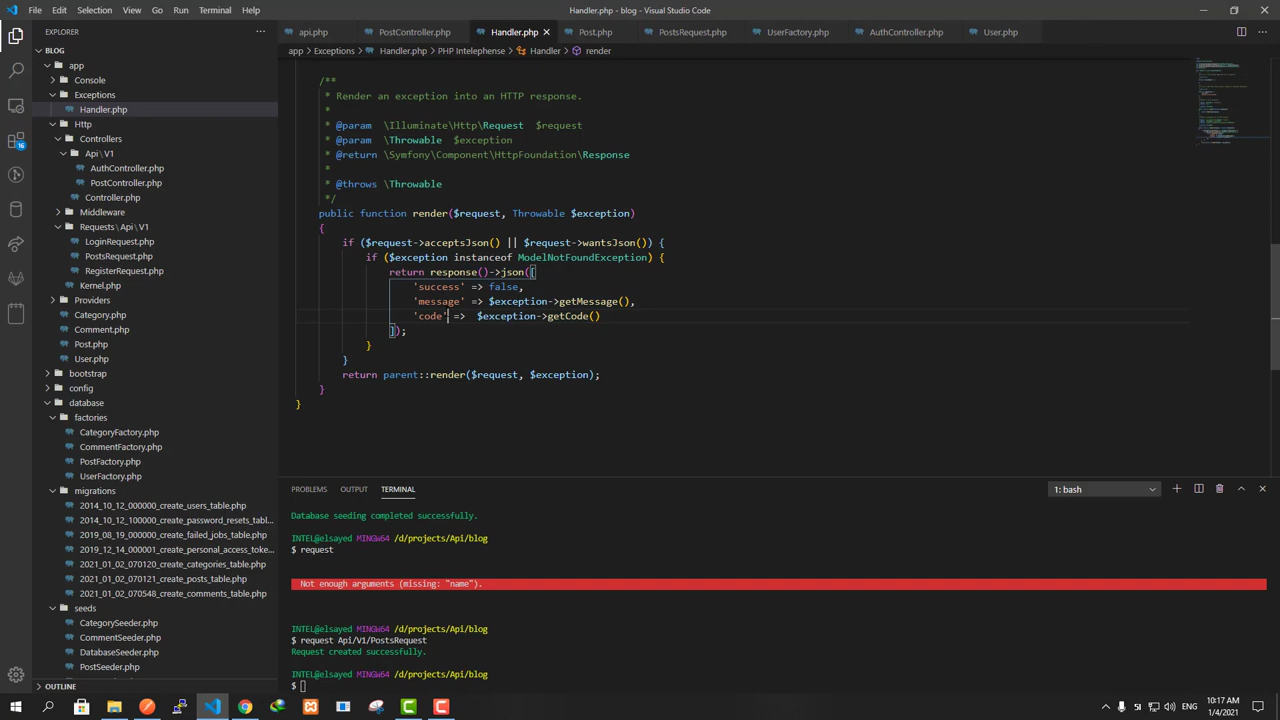 File Edit Selection View Go Run Terminal Help
Handler.php - blog - Visual Studio Code
EXPLORER
api.php PostController.php Handler.php Post.php PostsRequest.php UserFactory.php AuthController.php User.php
BLOG
app > Exceptions > Handler.php > PHP Intelephense > Handler > render
app
Console
Exceptions
Handler.php
Http
Controllers
Api\V1
AuthController.php
PostController.php
Controller.php
Middleware
Requests\Api\V1
LoginRequest.php
PostsRequest.php
RegisterRequest.php
Kernel.php
Providers
Category.php
Comment.php
Post.php
User.php
bootstrap
config
database
factories
CategoryFactory.php
CommentFactory.php
PostFactory.php
UserFactory.php
migrations
2014_10_12_000000_create_users_table.php
2014_10_12_100000_create_password_resets_tabl...
2019_08_19_000000_create_failed_jobs_table.php
2019_12_14_000001_create_personal_access_toke...
2021_01_02_070120_create_categories_table.php
2021_01_02_070121_create_posts_table.php
2021_01_02_070548_create_comments_table.php
seeds
CategorySeeder.php
CommentSeeder.php
DatabaseSeeder.php
PostSeeder.php
OUTLINE
16
/**
* Render an exception into an HTTP response.
*
* @param \Illuminate\Http\Request $request
* @param \Throwable $exception
* @return \Symfony\Component\HttpFoundation\Response
*
* @throws \Throwable
*/
public function render($request, Throwable $exception)
{
if ($request->acceptsJson() || $request->wantsJson()) {
if ($exception instanceof ModelNotFoundException) {
return response()->json([
'success' => false,
'message' => $exception->getMessage(),
'code' => $exception->getCode()
]);
}
}
return parent::render($request, $exception);
}
}
PROBLEMS OUTPUT TERMINAL
1: bash
Database seeding completed successfully.
INTEL@elsayed MINGW64 /d/projects/Api/blog
$ request
Not enough arguments (missing: "name").
INTEL@elsayed MINGW64 /d/projects/Api/blog
$ request Api/V1/PostsRequest
Request created successfully.
INTEL@elsayed MINGW64 /d/projects/Api/blog
$
ENG
10:17 AM
1/4/2021